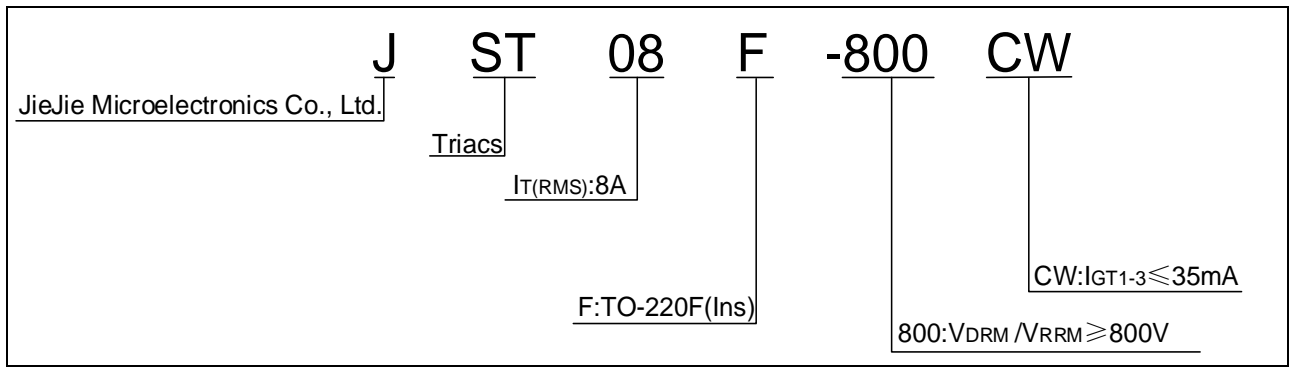 J ST 08 F -800 CW
JieJie Microelectronics Co., Ltd.
Triacs
IT(RMS):8A
CW:IGT1-3≤35mA
F:TO-220F(Ins)
800:VDRM /VRRM≥800V